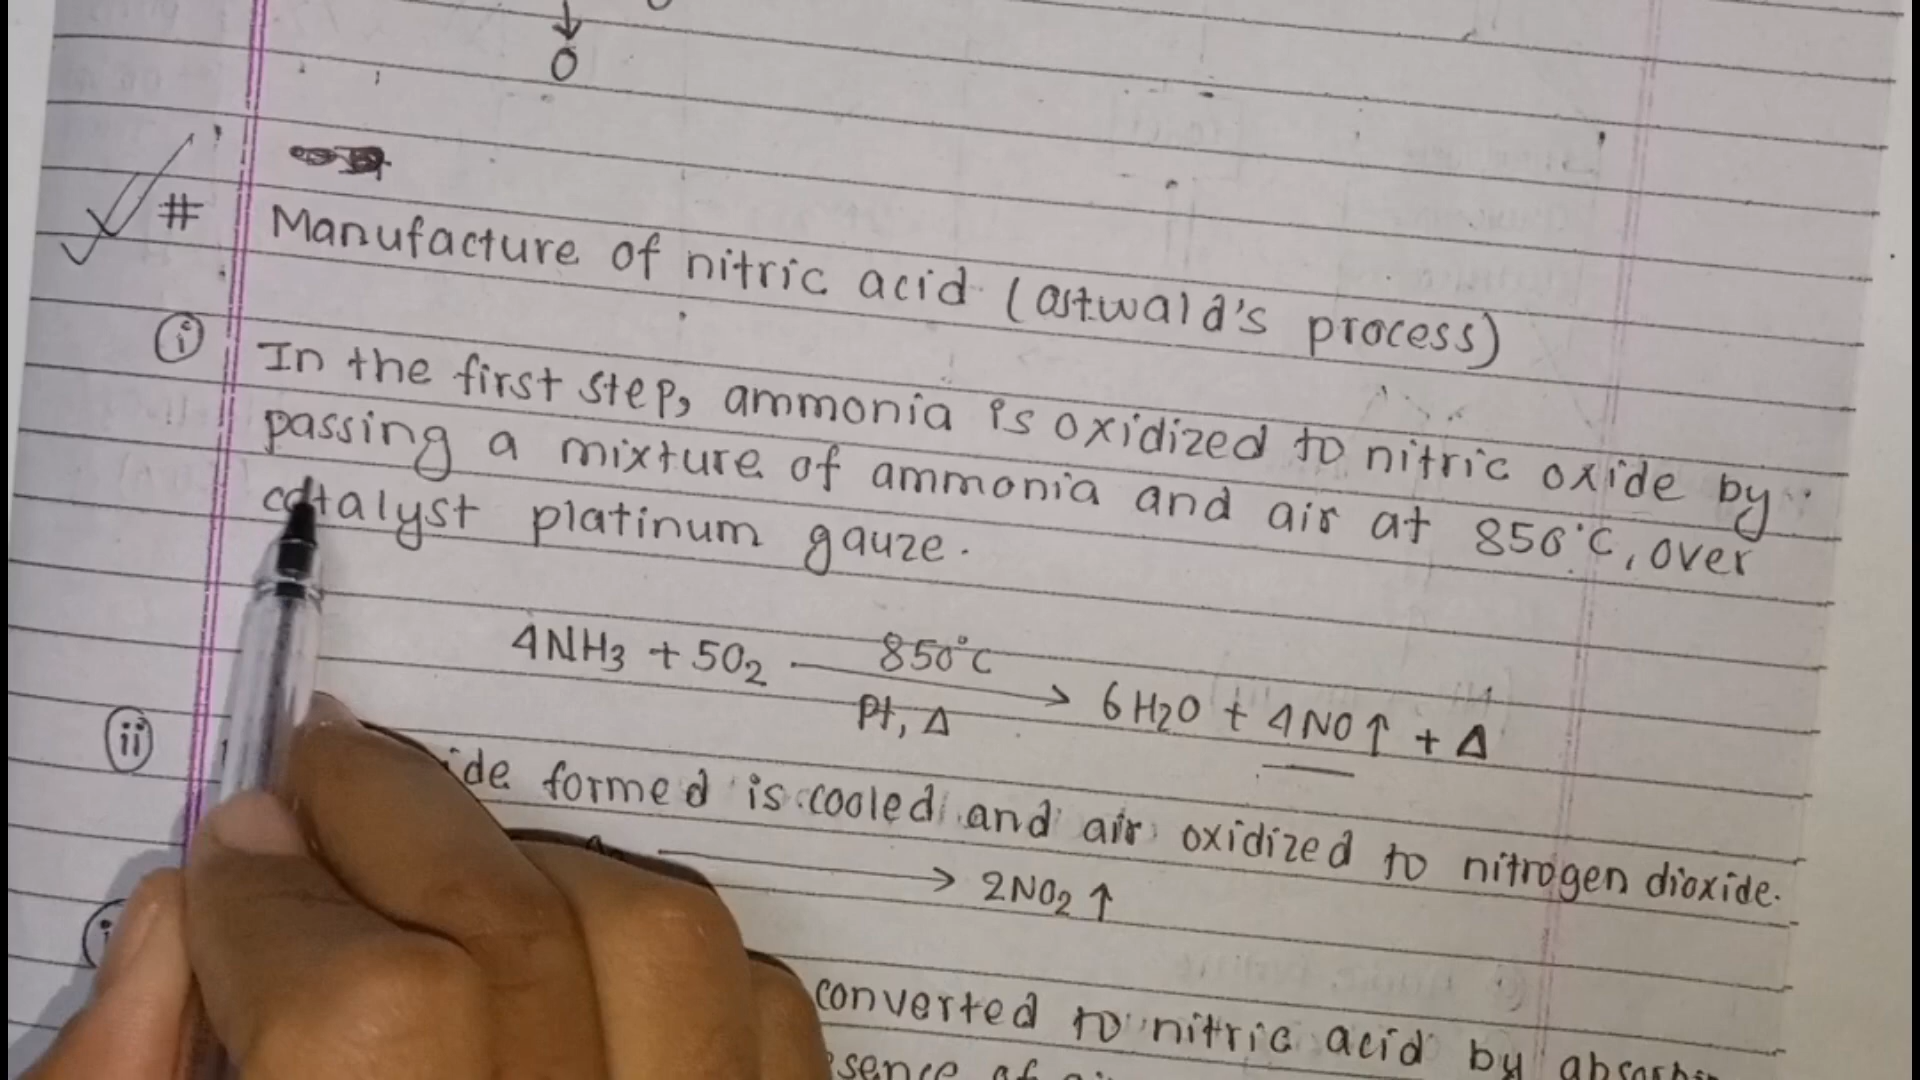 O
# Manufacture of nitric acid (ostwald's process)
(i) In the first step, ammonia is oxidized to nitric oxide by
passing a mixture of ammonia and air at 850°C, over
catalyst platinum gauze.
4NH3 + 5O2 850°C → 6H2O + 4NO↑ + Δ
Pt, Δ
(ii) formed is cooled and air oxidized to nitrogen dioxide.
→ 2NO2 ↑
converted to nitric acid by
of